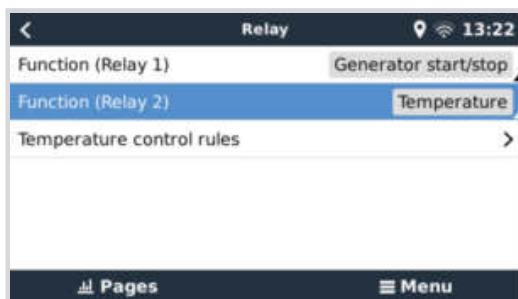 Relay 13:22
Function (Relay 1) Generator start/stop
Function (Relay 2) Temperature
Temperature control rules
Pages Menu